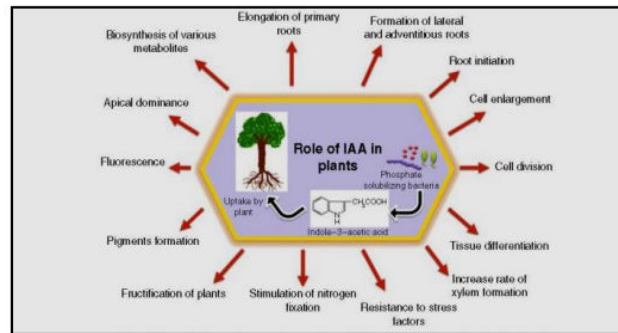 Elongation of primary
roots
Formation of lateral
and adventitious roots
Biosynthesis of various
metabolites
Root initiation
Apical dominance
Cell enlargement
Fluorescence
Cell division
Role of IAA in
plants
Phosphate
solubilizing bacteria
Uptake by
plant
CH₂COOH
N
H
Indole-3-acetic acid
Pigments formation
Tissue differentiation
Fructification of plants
Stimulation of nitrogen
fixation
Resistance to stress
factors
Increase rate of
xylem formation